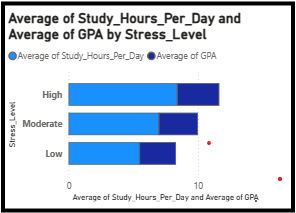 Average of Study_Hours_Per_Day and
Average of GPA by Stress_Level
Average of Study_Hours_Per_Day Average of GPA
High
Moderate
Low
Stress_Level
0 10
Average of Study_Hours_Per_Day and Average of GPA